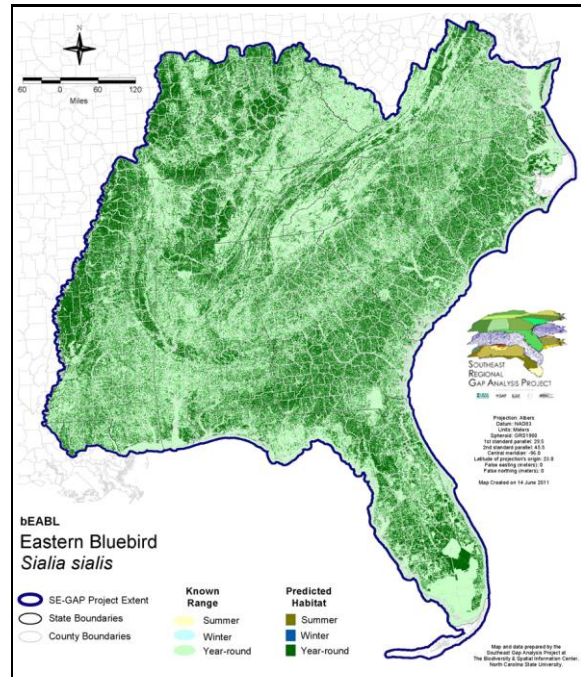 N
60 0 60 120
Miles
SOUTHEAST
REGIONAL
GAP ANALYSIS PROJECT
Projection: Albers
Datum: NAD83
Units: Meters
Spheroid: GRS1980
1st standard parallel: 29.5
2nd standard parallel: 45.5
Central meridian: -96.0
Latitude of projection's origin: 23.0
False easting (meters): 0
False northing (meters): 0
Map Created on 14 June 2011
bEABL
Eastern Bluebird
Sialia sialis
SE-GAP Project Extent
State Boundaries
County Boundaries
Known
Range
Summer
Winter
Year-round
Predicted
Habitat
Summer
Winter
Year-round
Map and data prepared by the
Southeast Gap Analysis Project at
The Biodiversity & Spatial Information Center,
North Carolina State University.